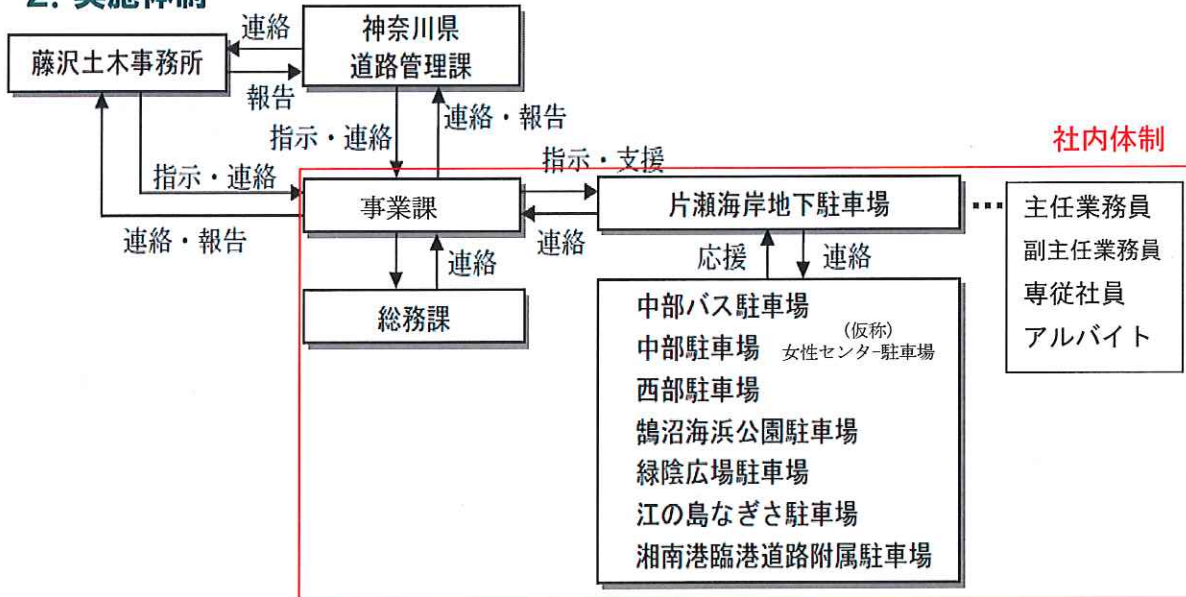 2. 実施体制
連絡
神奈川県
道路管理課
藤沢土木事務所
報告
連絡・報告
指示・連絡
社内体制
指示・支援
指示・連絡
事業課
片瀬海岸地下駐車場
連絡・報告
連絡
連絡
総務課
応援
連絡
中部バス駐車場
中部駐車場
(仮称)
女性センター駐車場
西部駐車場
鵠沼海浜公園駐車場
緑陰広場駐車場
江の島なぎさ駐車場
湘南港臨港道路附属駐車場
主任業務員
副主任業務員
専従社員
アルバイト